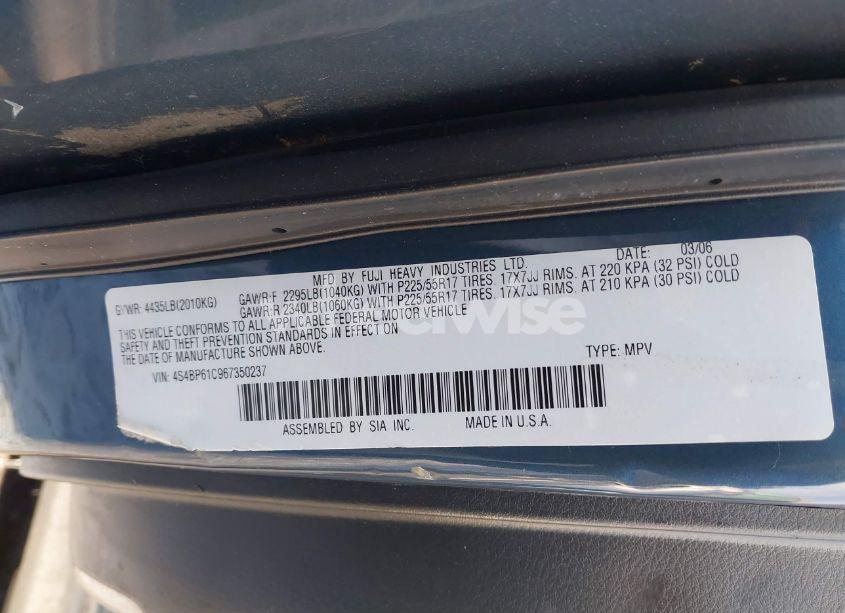 MFD BY FUJI HEAVY INDUSTRIES LTD. DATE: 03/06
GVWR: 4435LB(2010KG) GAWR:F 2295LB(1040KG) WITH P225/55R17 TIRES. 17X7JJ RIMS. AT 220 KPA (32 PSI) COLD
GAWR:R 2340LB(1060KG) WITH P225/55R17 TIRES. 17X7JJ RIMS. AT 210 KPA (30 PSI) COLD
THIS VEHICLE CONFORMS TO ALL APPLICABLE FEDERAL MOTOR VEHICLE
SAFETY AND THEFT PREVENTION STANDARDS IN EFFECT ON
THE DATE OF MANUFACTURE SHOWN ABOVE.
VIN: 4S4BP61C967350237 TYPE: MPV
ASSEMBLED BY SIA INC. MADE IN U.S.A.